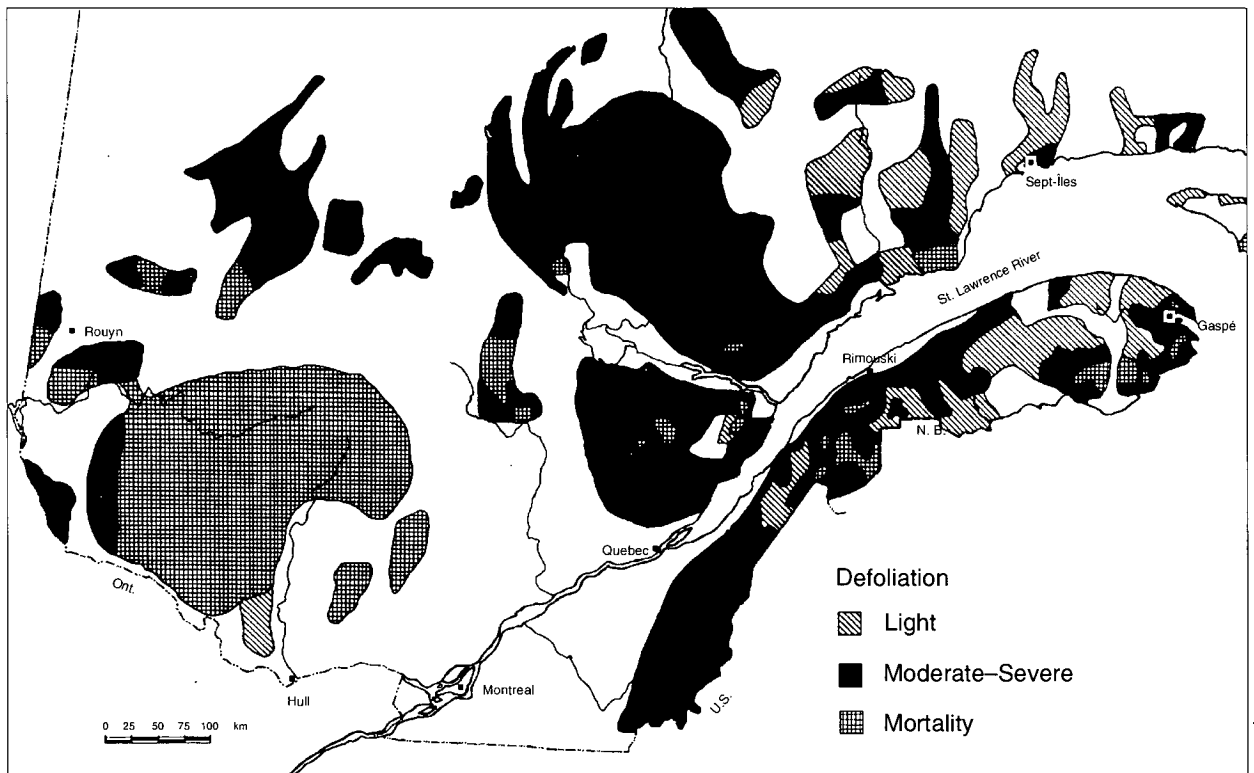 Sept-Îles
St. Lawrence River
Gaspé
Rouyn
Rimouski
N. B.
Quebec
Ont.
Defoliation
Light
Moderate–Severe
Mortality
Hull
Montreal
U.S.
0 25 50 75 100 km